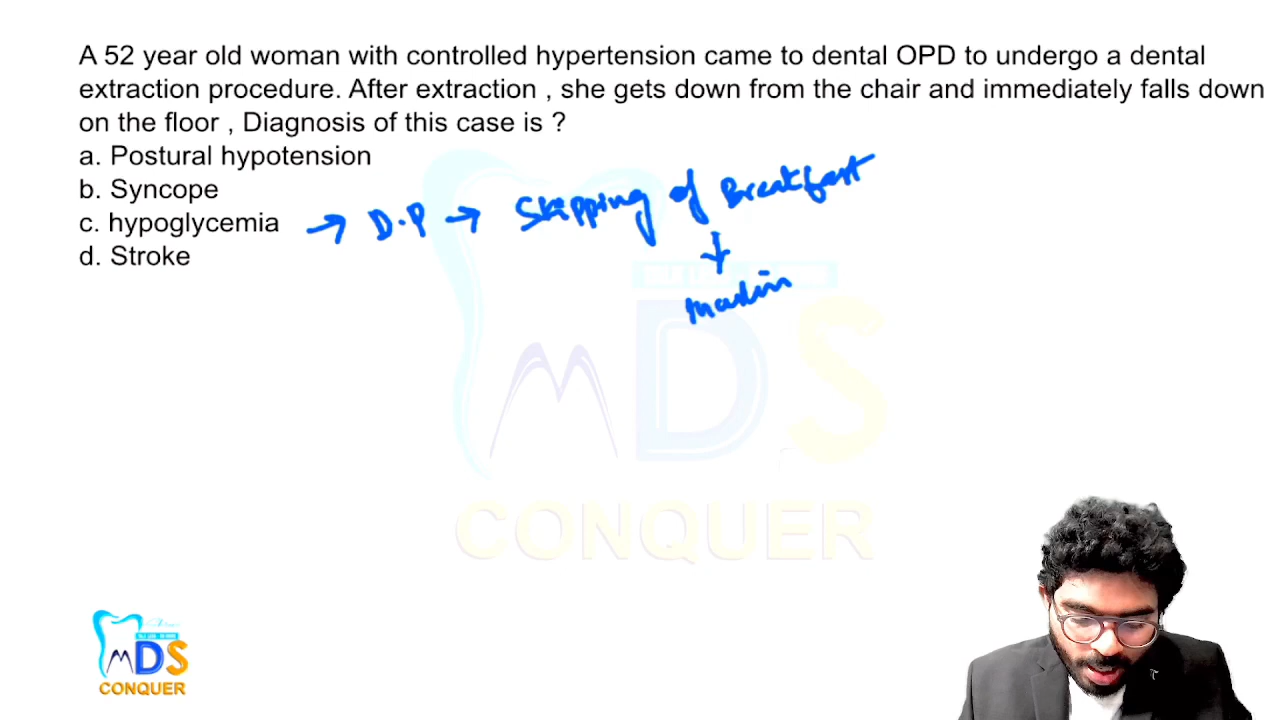 A 52 year old woman with controlled hypertension came to dental OPD to undergo a dental
extraction procedure. After extraction , she gets down from the chair and immediately falls down
on the floor , Diagnosis of this case is ?
a. Postural hypotension
b. Syncope
c. hypoglycemia → D.P → Skipping of Breakfast
d. Stroke
MDS
CONQUER
MDS
CONQUER